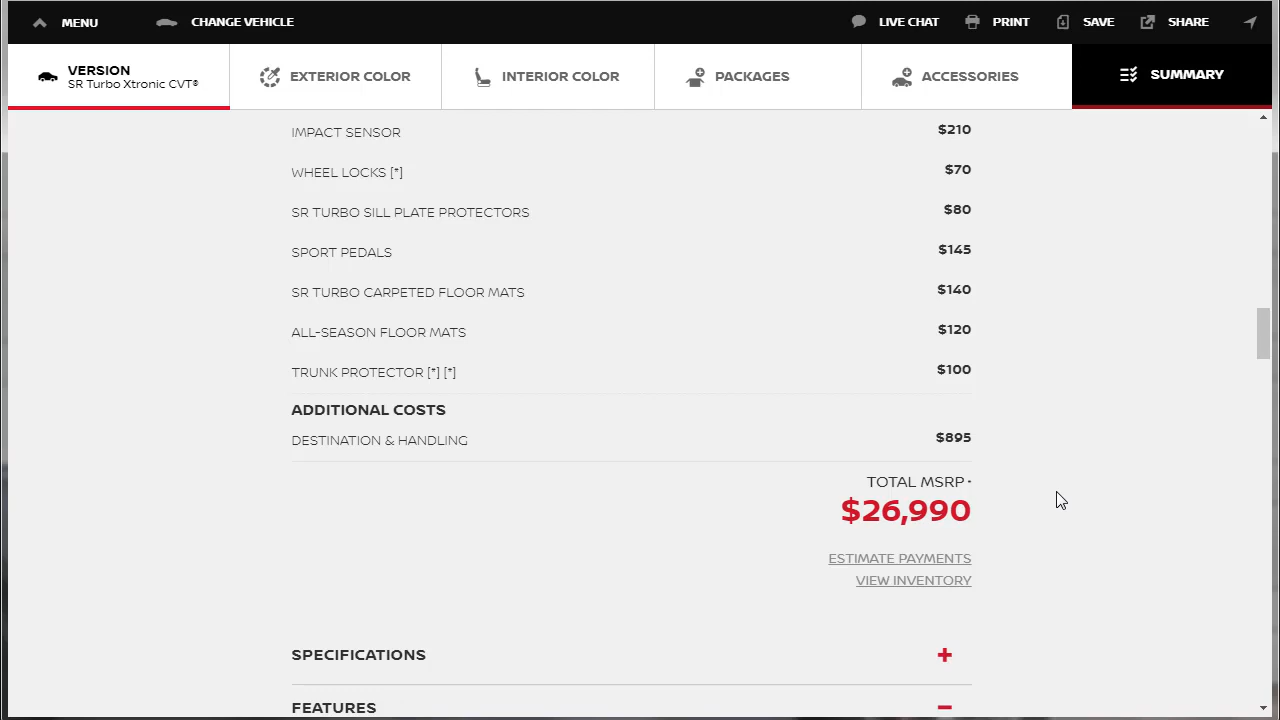 MENU
CHANGE VEHICLE
LIVE CHAT
PRINT
SAVE
SHARE
VERSION
SR Turbo Xtronic CVT®
EXTERIOR COLOR
INTERIOR COLOR
PACKAGES
ACCESSORIES
SUMMARY
IMPACT SENSOR $210
WHEEL LOCKS [*] $70
SR TURBO SILL PLATE PROTECTORS $80
SPORT PEDALS $145
SR TURBO CARPETED FLOOR MATS $140
ALL-SEASON FLOOR MATS $120
TRUNK PROTECTOR [*] [*] $100
ADDITIONAL COSTS
DESTINATION & HANDLING $895
TOTAL MSRP •
$26,990
ESTIMATE PAYMENTS
VIEW INVENTORY
SPECIFICATIONS +
FEATURES −